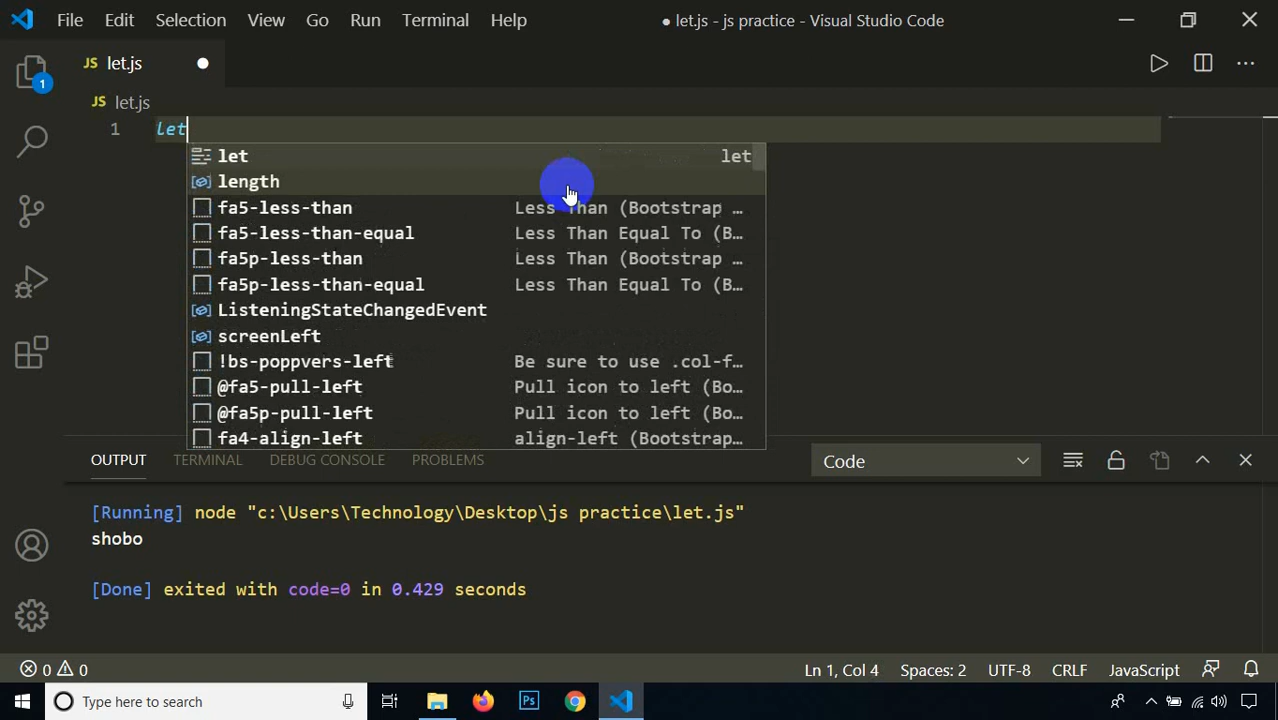 File Edit Selection View Go Run Terminal Help ● let.js - js practice - Visual Studio Code
JS let.js
1
JS let.js
1 let
let let
length
fa5-less-than Less Than (Bootstrap …
fa5-less-than-equal Less Than Equal To (B…
fa5p-less-than Less Than (Bootstrap …
fa5p-less-than-equal Less Than Equal To (B…
ListeningStateChangedEvent
screenLeft
!bs-poppvers-left Be sure to use .col-f…
@fa5-pull-left Pull icon to left (Bo…
@fa5p-pull-left Pull icon to left (Bo…
fa4-align-left align-left (Bootstrap…
OUTPUT TERMINAL DEBUG CONSOLE PROBLEMS Code
[Running] node "c:\Users\Technology\Desktop\js practice\let.js"
shobo
[Done] exited with code=0 in 0.429 seconds
0 0 Ln 1, Col 4 Spaces: 2 UTF-8 CRLF JavaScript
Type here to search Ps